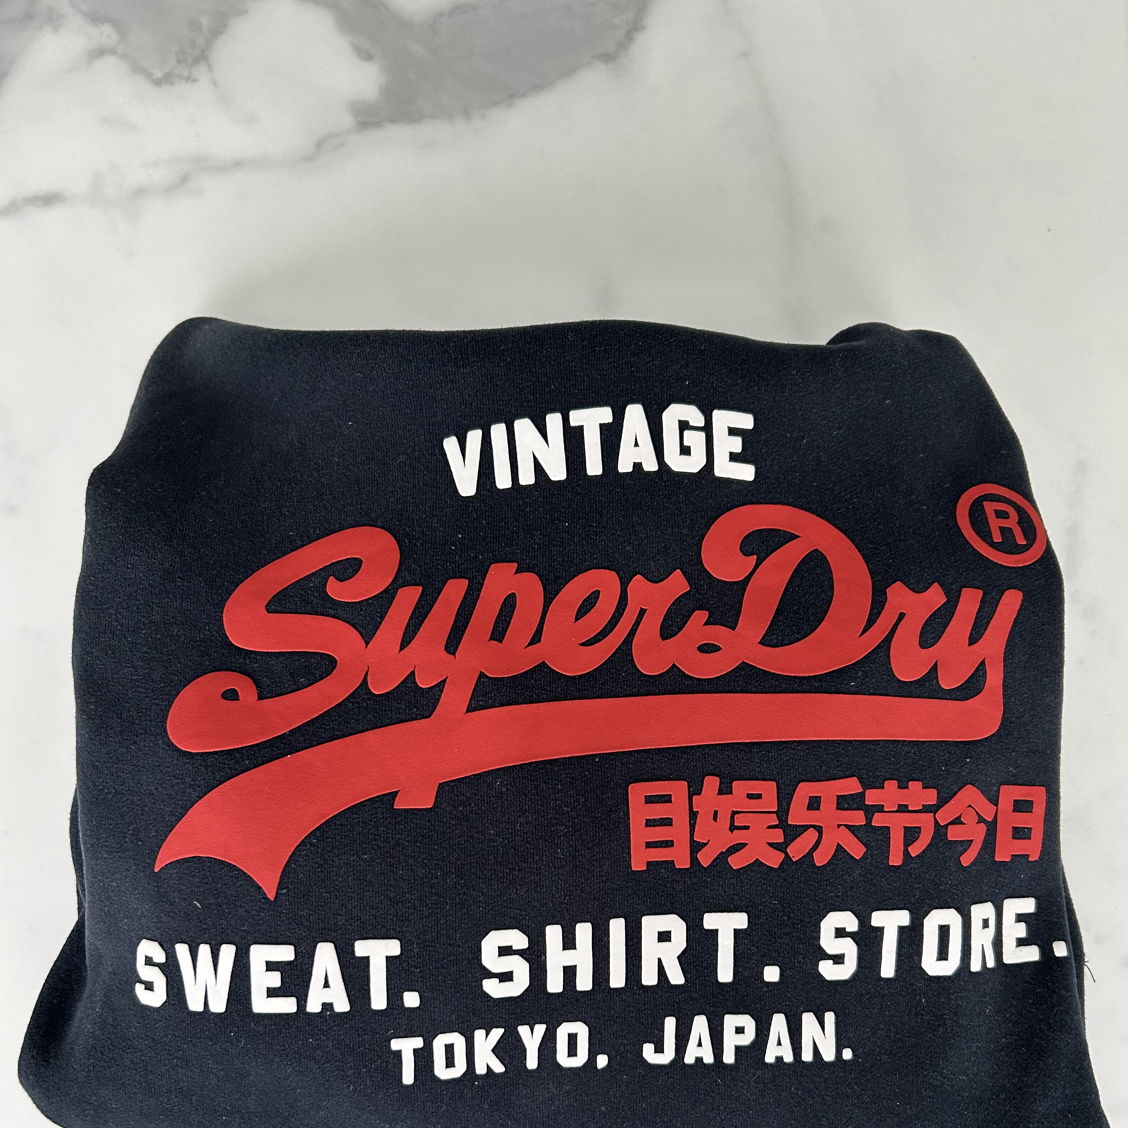 VINTAGE
SuperDry®
目娱乐节今日
SWEAT. SHIRT. STORE.
TOKYO, JAPAN.